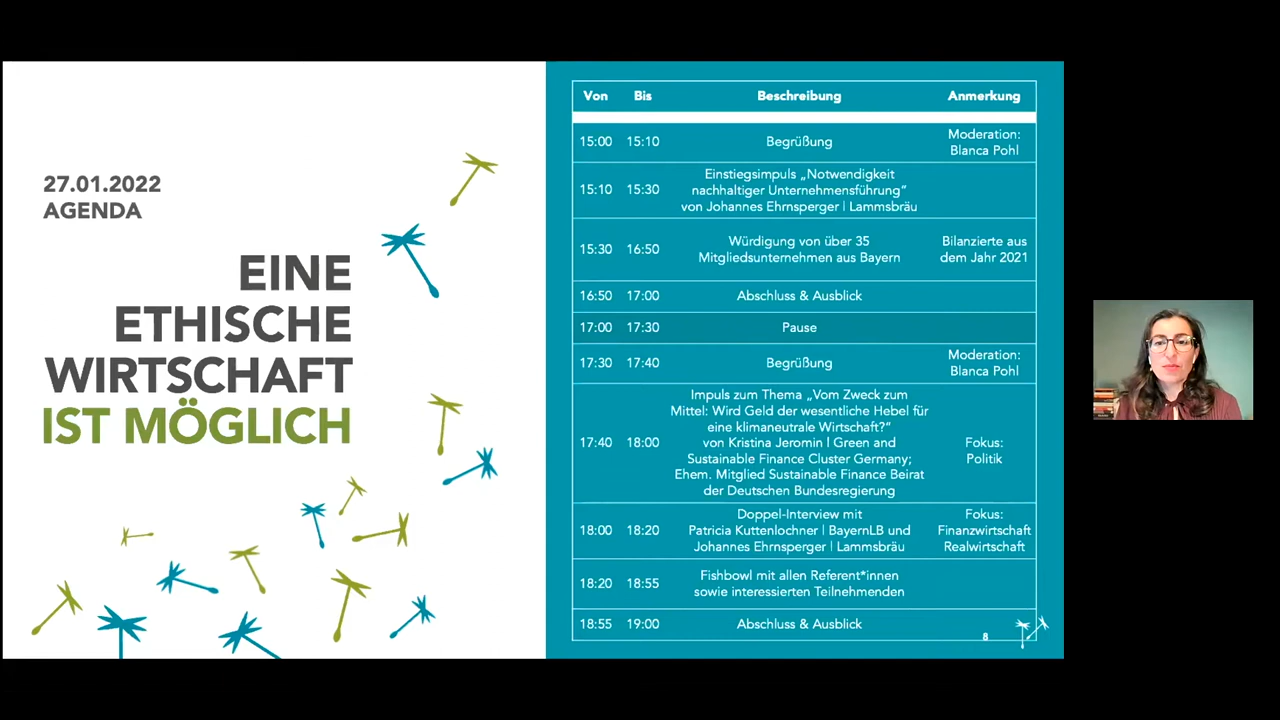 27.01.2022
AGENDA
EINE
ETHISCHE
WIRTSCHAFT
IST MÖGLICH
Von Bis Beschreibung Anmerkung
15:00 15:10 Begrüßung Moderation:
Blanca Pohl
15:10 15:30 Einstiegsimpuls „Notwendigkeit
nachhaltiger Unternehmensführung“
von Johannes Ehrnsperger | Lammsbräu
15:30 16:50 Würdigung von über 35
Mitgliedsunternehmen aus Bayern
Bilanzierte aus
dem Jahr 2021
16:50 17:00 Abschluss & Ausblick
17:00 17:30 Pause
17:30 17:40 Begrüßung Moderation:
Blanca Pohl
17:40 18:00 Impuls zum Thema „Vom Zweck zum
Mittel: Wird Geld der wesentliche Hebel für
eine klimaneutrale Wirtschaft?“
von Kristina Jeromin | Green and
Sustainable Finance Cluster Germany;
Ehem. Mitglied Sustainable Finance Beirat
der Deutschen Bundesregierung
Fokus:
Politik
18:00 18:20 Doppel-Interview mit
Patricia Kuttenlochner | BayernLB und
Johannes Ehrnsperger | Lammsbräu
Fokus:
Finanzwirtschaft
Realwirtschaft
18:20 18:55 Fishbowl mit allen Referent*innen
sowie interessierten Teilnehmenden
18:55 19:00 Abschluss & Ausblick
8